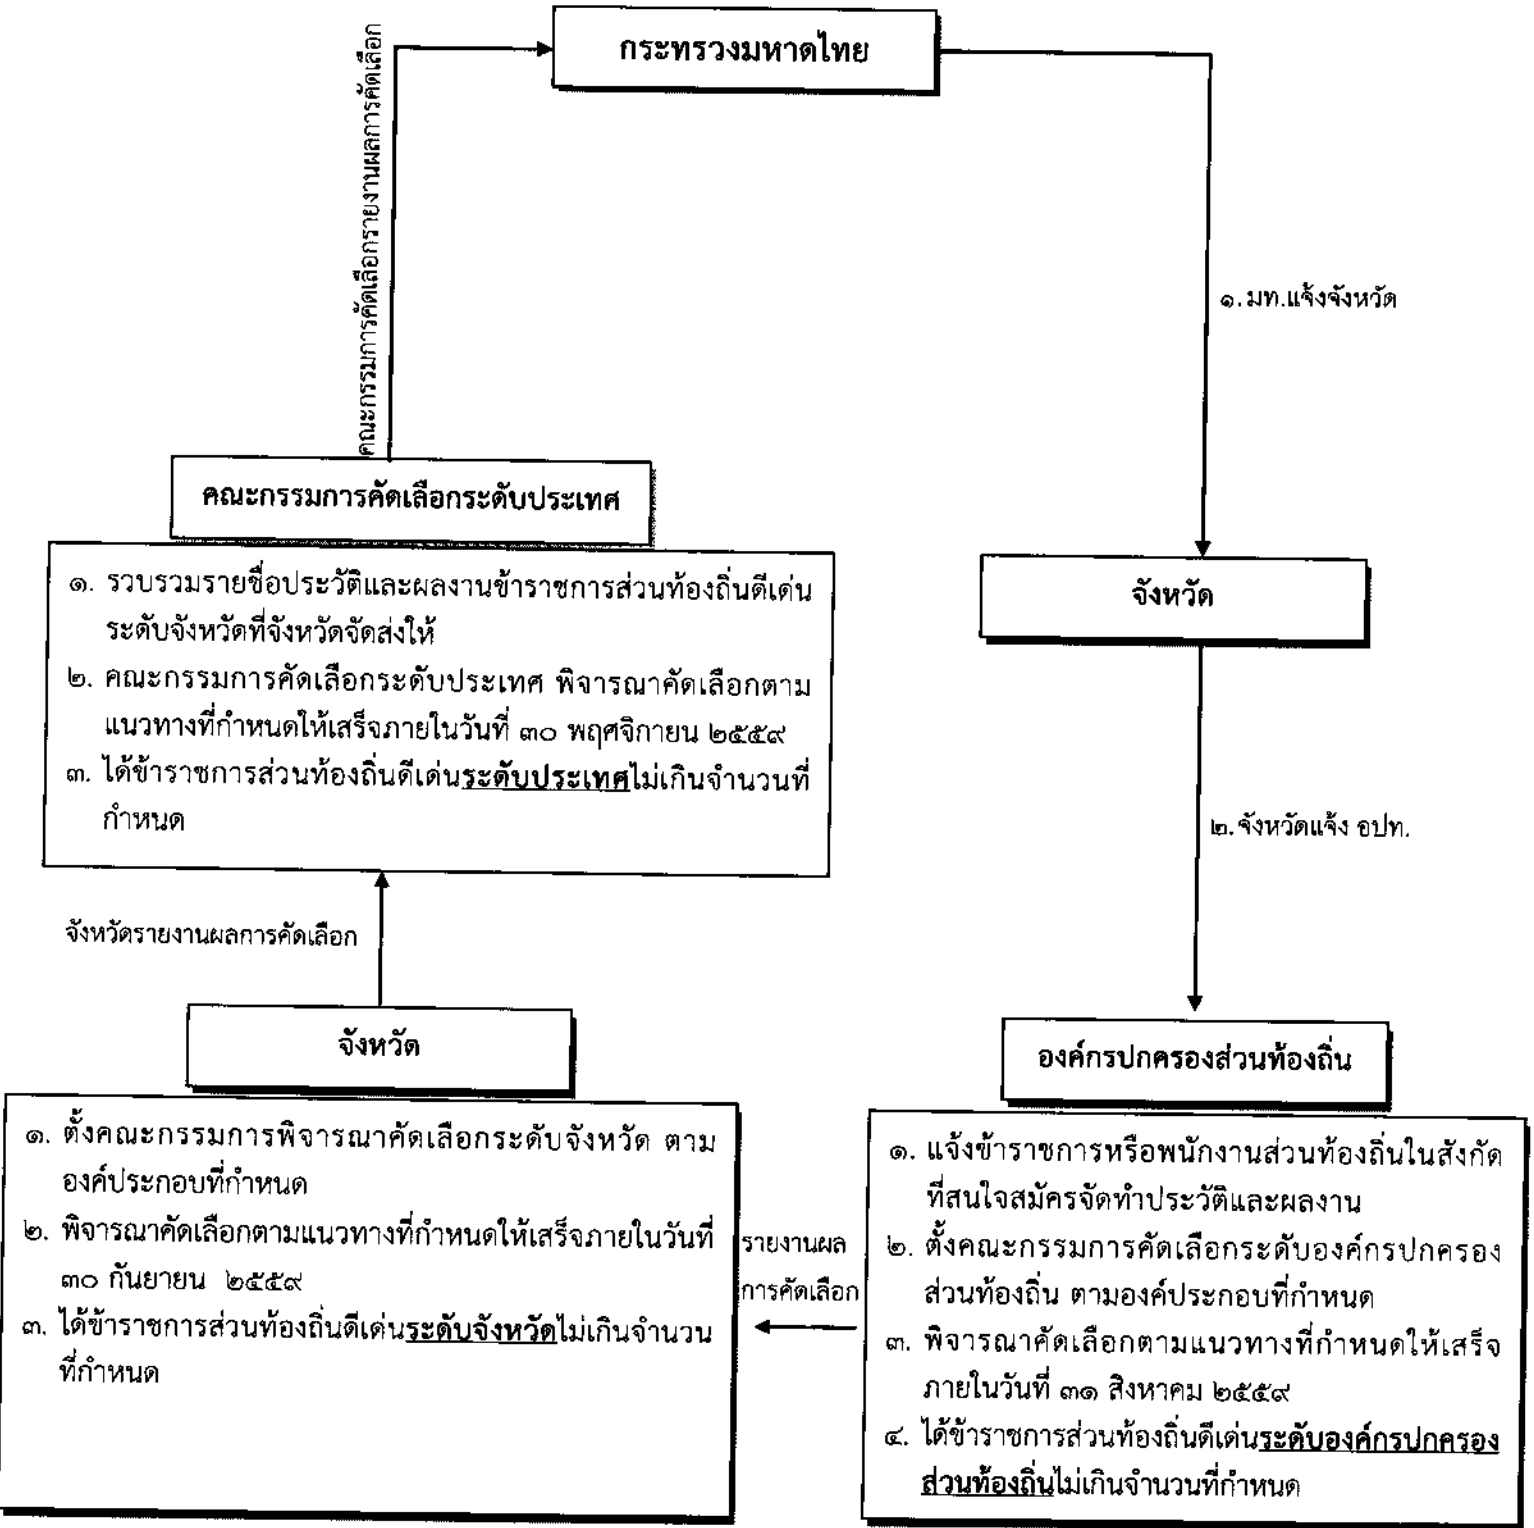 กระทรวงมหาดไทย
คณะกรรมการคัดเลือกรายงานผลการคัดเลือก
๑.มท.แจ้งจังหวัด
คณะกรรมการคัดเลือกระดับประเทศ
๑. รวบรวมรายชื่อประวัติและผลงานข้าราชการส่วนท้องถิ่นดีเด่น
ระดับจังหวัดที่จังหวัดจัดส่งให้
๒. คณะกรรมการคัดเลือกระดับประเทศ พิจารณาคัดเลือกตาม
แนวทางที่กำหนดให้เสร็จภายในวันที่ ๓๐ พฤศจิกายน ๒๕๕๙
๓. ได้ข้าราชการส่วนท้องถิ่นดีเด่นระดับประเทศไม่เกินจำนวนที่
กำหนด
จังหวัด
๒.จังหวัดแจ้ง อปท.
จังหวัดรายงานผลการคัดเลือก
จังหวัด
๑. ตั้งคณะกรรมการพิจารณาคัดเลือกระดับจังหวัด ตาม
องค์ประกอบที่กำหนด
๒. พิจารณาคัดเลือกตามแนวทางที่กำหนดให้เสร็จภายในวันที่
๓๐ กันยายน ๒๕๕๙
๓. ได้ข้าราชการส่วนท้องถิ่นดีเด่นระดับจังหวัดไม่เกินจำนวน
ที่กำหนด
รายงานผล
การคัดเลือก
องค์กรปกครองส่วนท้องถิ่น
๑. แจ้งข้าราชการหรือพนักงานส่วนท้องถิ่นในสังกัด
ที่สนใจสมัครจัดทำประวัติและผลงาน
๒. ตั้งคณะกรรมการคัดเลือกระดับองค์กรปกครอง
ส่วนท้องถิ่น ตามองค์ประกอบที่กำหนด
๓. พิจารณาคัดเลือกตามแนวทางที่กำหนดให้เสร็จ
ภายในวันที่ ๓๑ สิงหาคม ๒๕๕๙
๔. ได้ข้าราชการส่วนท้องถิ่นดีเด่นระดับองค์กรปกครอง
ส่วนท้องถิ่นไม่เกินจำนวนที่กำหนด